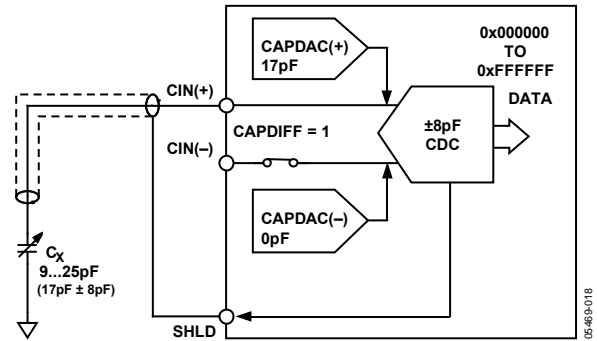 CAPDAC(+)
17pF
0x000000
TO
0xFFFFFF
DATA
CIN(+)
CAPDIFF = 1
±8pF
CDC
CIN(–)
CAPDAC(–)
0pF
CX
9...25pF
(17pF ± 8pF)
SHLD
05469-018